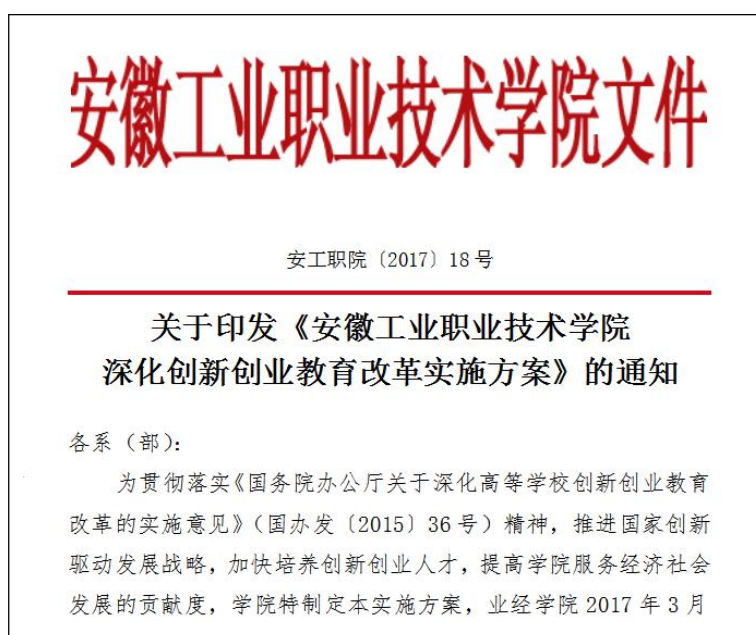 安徽工业职业技术学院文件
安工职院〔2017〕18号
关于印发《安徽工业职业技术学院
深化创新创业教育改革实施方案》的通知
各系（部）：
为贯彻落实《国务院办公厅关于深化高等学校创新创业教育
改革的实施意见》（国办发〔2015〕36号）精神，推进国家创新
驱动发展战略，加快培养创新创业人才，提高学院服务经济社会
发展的贡献度，学院特制定本实施方案，业经学院 2017 年 3 月